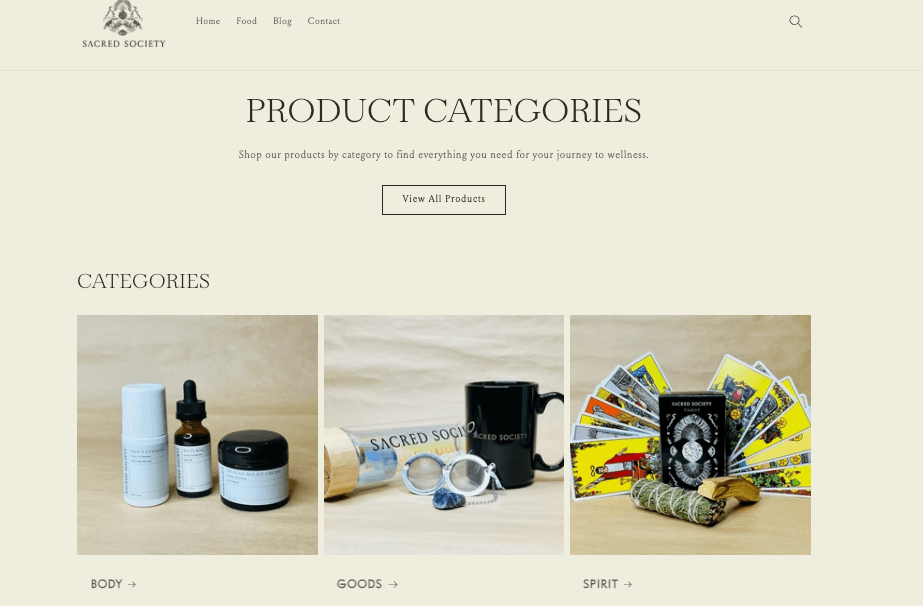 SACRED SOCIETY
Home Food Blog Contact
PRODUCT CATEGORIES
Shop our products by category to find everything you need for your journey to wellness.
View All Products
CATEGORIES
SACRED SOCIETY
SACRED SOCIETY
SACRED SOCIETY
TAROT
BODY →
GOODS →
SPIRIT →